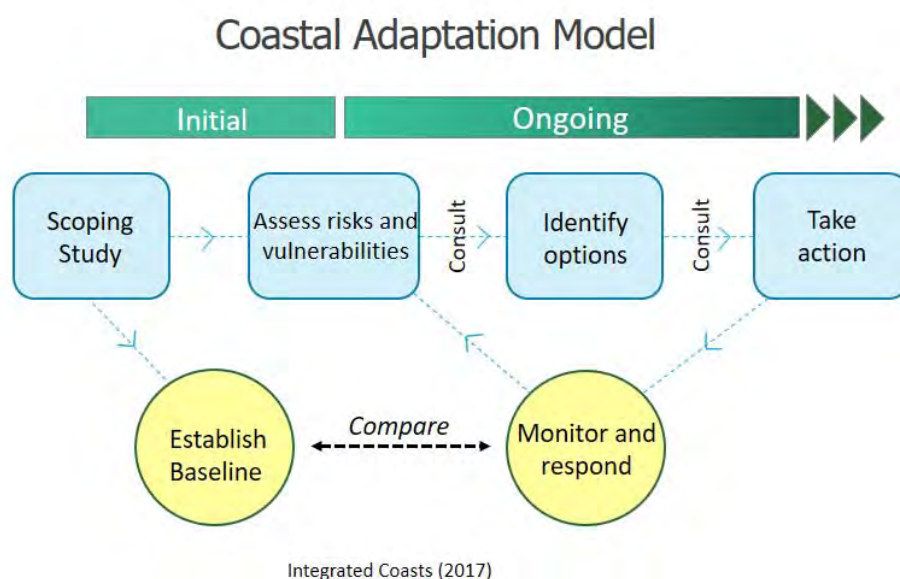 Coastal Adaptation Model
Initial
Ongoing
Scoping
Study
Assess risks and
vulnerabilities
Consult
Identify
options
Consult
Take
action
Establish
Baseline
Compare
Monitor and
respond
Integrated Coasts (2017)